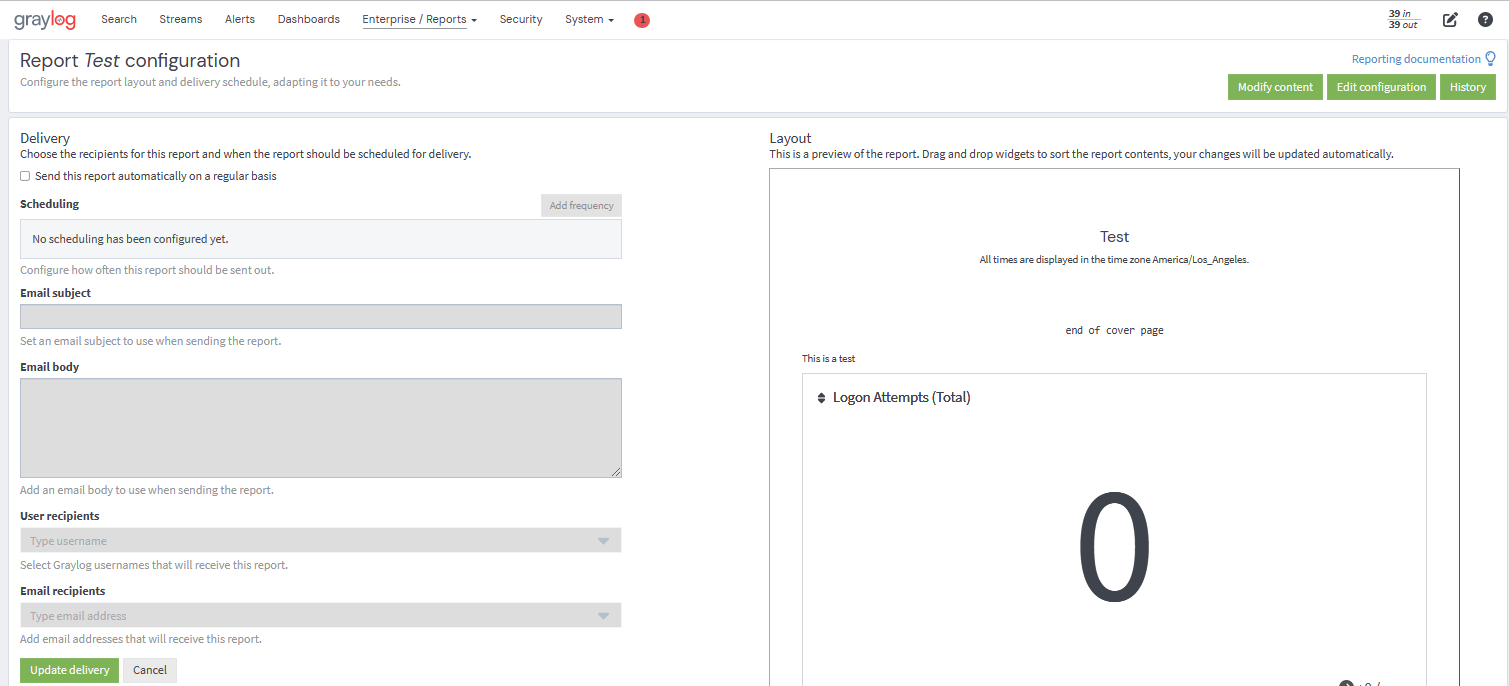 graylog Search Streams Alerts Dashboards Enterprise / Reports Security System 1 39 in
39 out
?
Report Test configuration
Configure the report layout and delivery schedule, adapting it to your needs.
Reporting documentation
Modify content Edit configuration History
Delivery
Choose the recipients for this report and when the report should be scheduled for delivery.
Send this report automatically on a regular basis
Scheduling
Add frequency
No scheduling has been configured yet.
Configure how often this report should be sent out.
Email subject
Set an email subject to use when sending the report.
Email body
Add an email body to use when sending the report.
User recipients
Type username
Select Graylog usernames that will receive this report.
Email recipients
Type email address
Add email addresses that will receive this report.
Update delivery Cancel
Layout
This is a preview of the report. Drag and drop widgets to sort the report contents, your changes will be updated automatically.
Test
All times are displayed in the time zone America/Los_Angeles.
end of cover page
This is a test
Logon Attempts (Total)
0